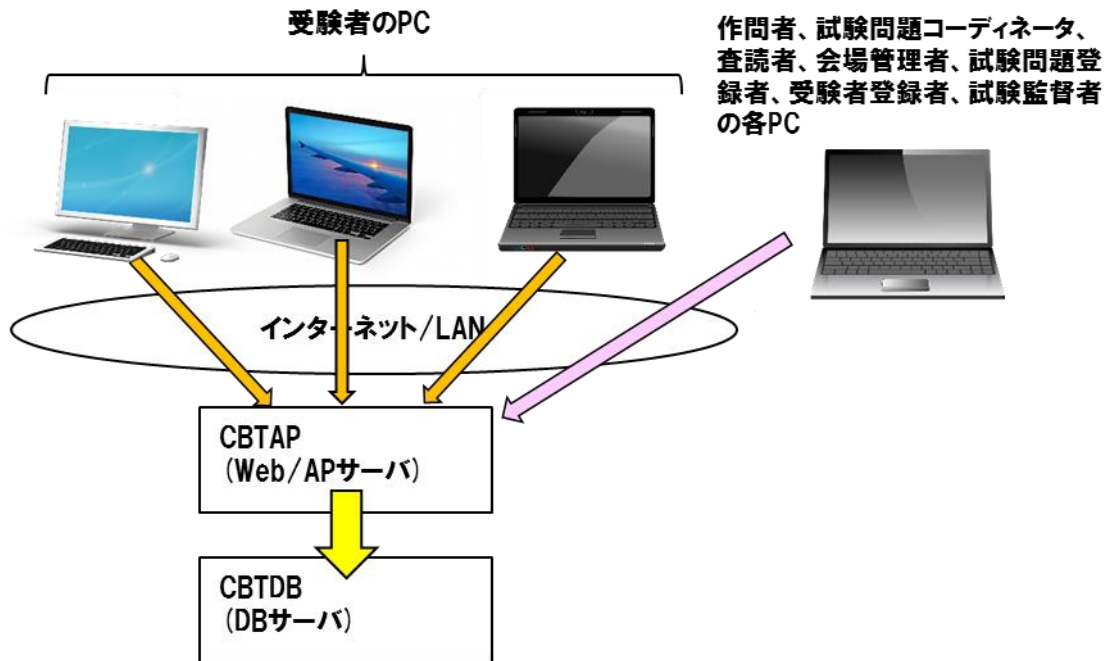 受験者のPC
作問者、試験問題コーディネータ、
査読者、会場管理者、試験問題登
録者、受験者登録者、試験監督者
の各PC
インターネット/LAN
CBTAP
(Web/APサーバ)
CBTDB
(DBサーバ)